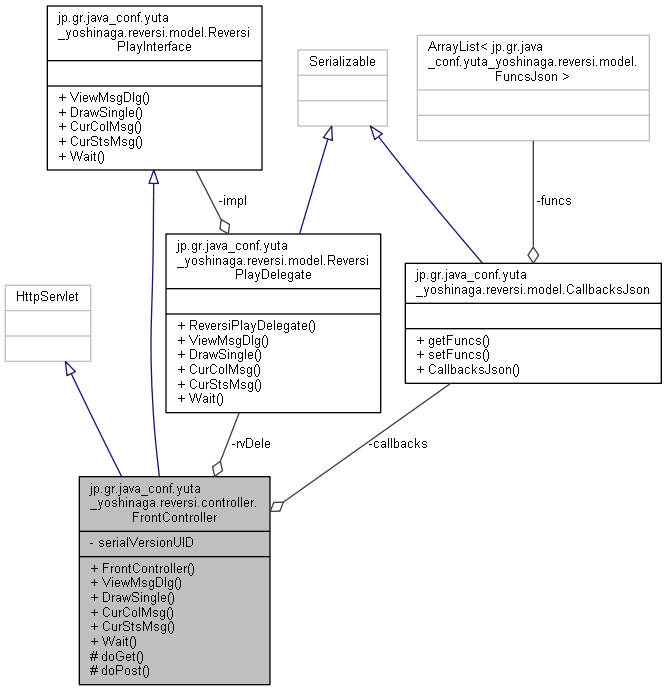 jp.gr.java_conf.yuta
_yoshinaga.reversi.model.Reversi
PlayInterface
+ ViewMsgDlg()
+ DrawSingle()
+ CurColMsg()
+ CurStsMsg()
+ Wait()
Serializable
ArrayList< jp.gr.java
_conf.yuta_yoshinaga.reversi.model.
FuncsJson >
-impl
-funcs
jp.gr.java_conf.yuta
_yoshinaga.reversi.model.Reversi
PlayDelegate
+ ReversiPlayDelegate()
+ ViewMsgDlg()
+ DrawSingle()
+ CurColMsg()
+ CurStsMsg()
+ Wait()
jp.gr.java_conf.yuta
_yoshinaga.reversi.model.CallbacksJson
+ getFuncs()
+ setFuncs()
+ CallbacksJson()
HttpServlet
-rvDele
-callbacks
jp.gr.java_conf.yuta
_yoshinaga.reversi.controller.
FrontController
- serialVersionUID
+ FrontController()
+ ViewMsgDlg()
+ DrawSingle()
+ CurColMsg()
+ CurStsMsg()
+ Wait()
# doGet()
# doPost()